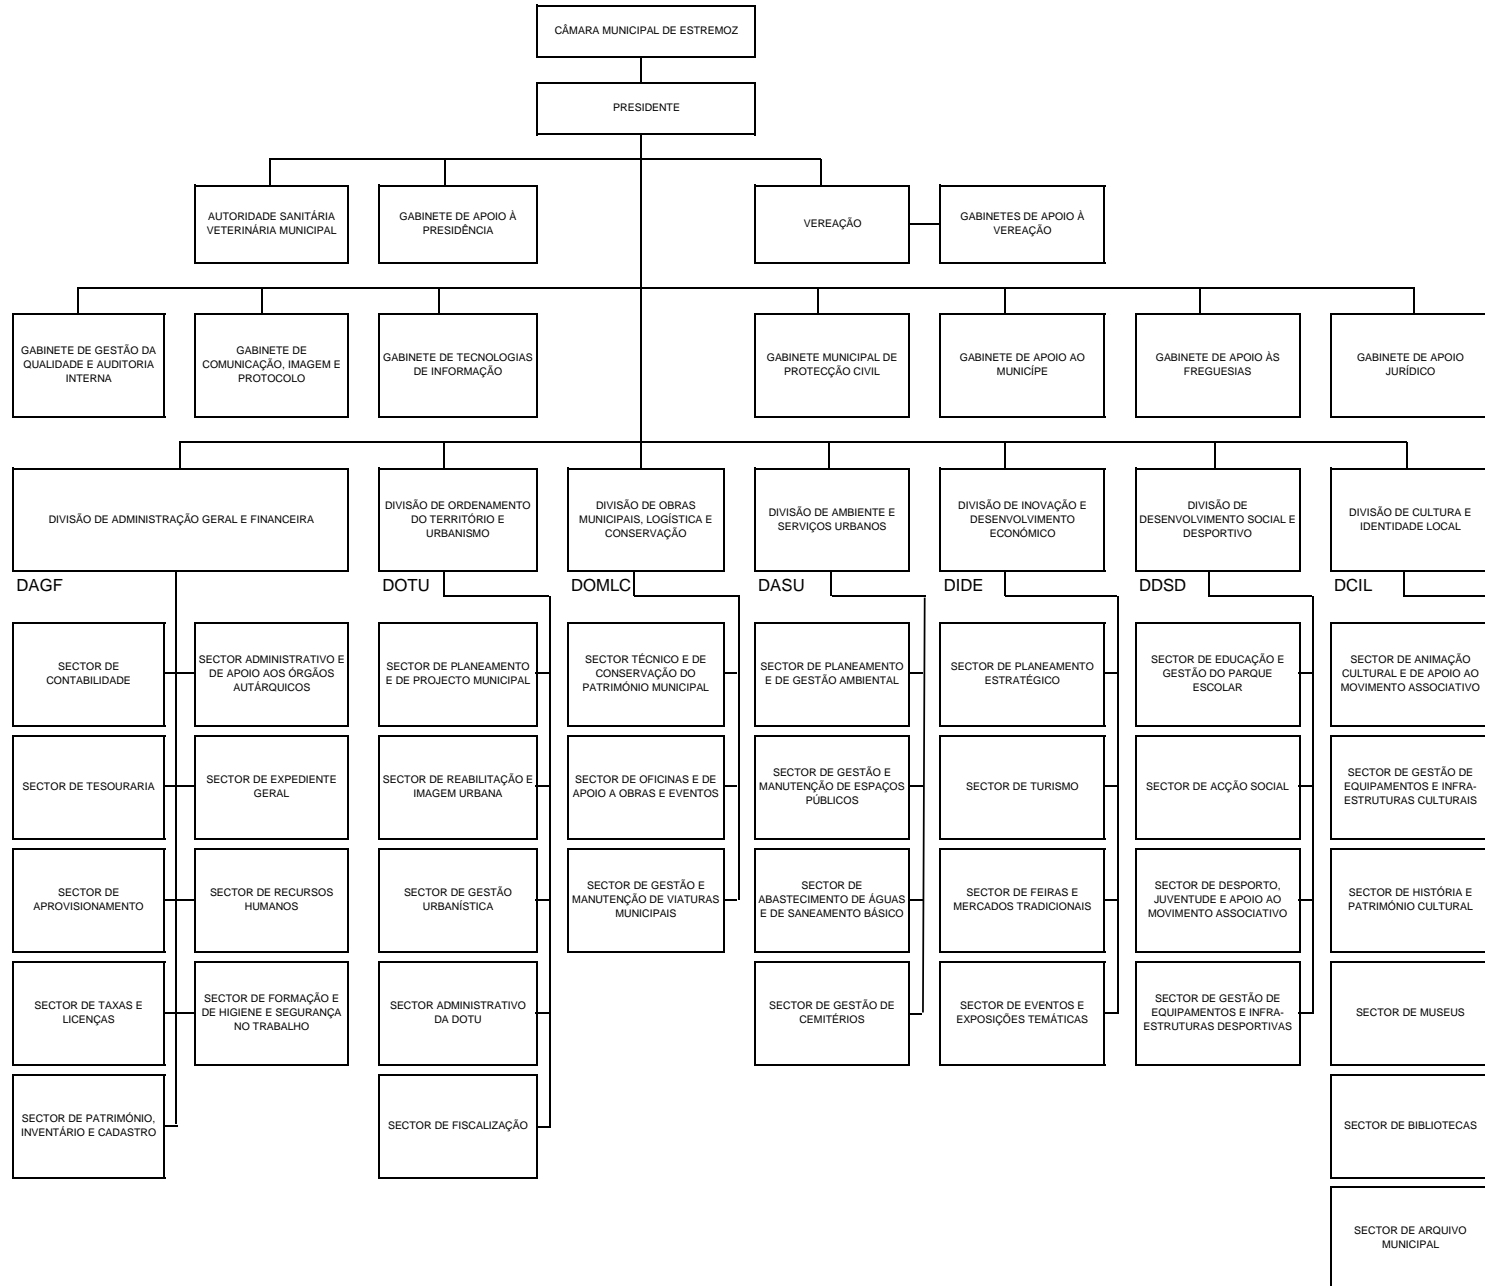 CÂMARA MUNICIPAL DE ESTREMOZ
PRESIDENTE
AUTORIDADE SANITÁRIA
VETERINÁRIA MUNICIPAL
GABINETE DE APOIO À
PRESIDÊNCIA
VEREAÇÃO
GABINETES DE APOIO À
VEREAÇÃO
GABINETE DE GESTÃO DA
QUALIDADE E AUDITORIA
INTERNA
GABINETE DE
COMUNICAÇÃO, IMAGEM E
PROTOCOLO
GABINETE DE TECNOLOGIAS
DE INFORMAÇÃO
GABINETE MUNICIPAL DE
PROTECÇÃO CIVIL
GABINETE DE APOIO AO
MUNICÍPE
GABINETE DE APOIO ÀS
FREGUESIAS
GABINETE DE APOIO
JURÍDICO
DIVISÃO DE ADMINISTRAÇÃO GERAL E FINANCEIRA
DIVISÃO DE ORDENAMENTO
DO TERRITÓRIO E
URBANISMO
DIVISÃO DE OBRAS
MUNICIPAIS, LOGÍSTICA E
CONSERVAÇÃO
DIVISÃO DE AMBIENTE E
SERVIÇOS URBANOS
DIVISÃO DE INOVAÇÃO E
DESENVOLVIMENTO
ECONÓMICO
DIVISÃO DE
DESENVOLVIMENTO SOCIAL E
DESPORTIVO
DIVISÃO DE CULTURA E
IDENTIDADE LOCAL
DAGF
DOTU
DOMLC
DASU
DIDE
DDSD
DCIL
SECTOR DE
CONTABILIDADE
SECTOR ADMINISTRATIVO E
DE APOIO AOS ÓRGÃOS
AUTÁRQUICOS
SECTOR DE PLANEAMENTO
E DE PROJECTO MUNICIPAL
SECTOR TÉCNICO E DE
CONSERVAÇÃO DO
PATRIMÓNIO MUNICIPAL
SECTOR DE PLANEAMENTO
E DE GESTÃO AMBIENTAL
SECTOR DE PLANEAMENTO
ESTRATÉGICO
SECTOR DE EDUCAÇÃO E
GESTÃO DO PARQUE
ESCOLAR
SECTOR DE ANIMAÇÃO
CULTURAL E DE APOIO AO
MOVIMENTO ASSOCIATIVO
SECTOR DE TESOURARIA
SECTOR DE EXPEDIENTE
GERAL
SECTOR DE REABILITAÇÃO E
IMAGEM URBANA
SECTOR DE OFICINAS E DE
APOIO A OBRAS E EVENTOS
SECTOR DE GESTÃO E
MANUTENÇÃO DE ESPAÇOS
PÚBLICOS
SECTOR DE TURISMO
SECTOR DE ACÇÃO SOCIAL
SECTOR DE GESTÃO DE
EQUIPAMENTOS E INFRA-
ESTRUTURAS CULTURAIS
SECTOR DE
APROVISIONAMENTO
SECTOR DE RECURSOS
HUMANOS
SECTOR DE GESTÃO
URBANÍSTICA
SECTOR DE GESTÃO E
MANUTENÇÃO DE VIATURAS
MUNICIPAIS
SECTOR DE
ABASTECIMENTO DE ÁGUAS
E DE SANEAMENTO BÁSICO
SECTOR DE FEIRAS E
MERCADOS TRADICIONAIS
SECTOR DE DESPORTO,
JUVENTUDE E APOIO AO
MOVIMENTO ASSOCIATIVO
SECTOR DE HISTÓRIA E
PATRIMÓNIO CULTURAL
SECTOR DE TAXAS E
LICENÇAS
SECTOR DE FORMAÇÃO E
DE HIGIENE E SEGURANÇA
NO TRABALHO
SECTOR ADMINISTRATIVO
DA DOTU
SECTOR DE GESTÃO DE
CEMITÉRIOS
SECTOR DE EVENTOS E
EXPOSIÇÕES TEMÁTICAS
SECTOR DE GESTÃO DE
EQUIPAMENTOS E INFRA-
ESTRUTURAS DESPORTIVAS
SECTOR DE MUSEUS
SECTOR DE PATRIMÓNIO,
INVENTÁRIO E CADASTRO
SECTOR DE FISCALIZAÇÃO
SECTOR DE BIBLIOTECAS
SECTOR DE ARQUIVO
MUNICIPAL